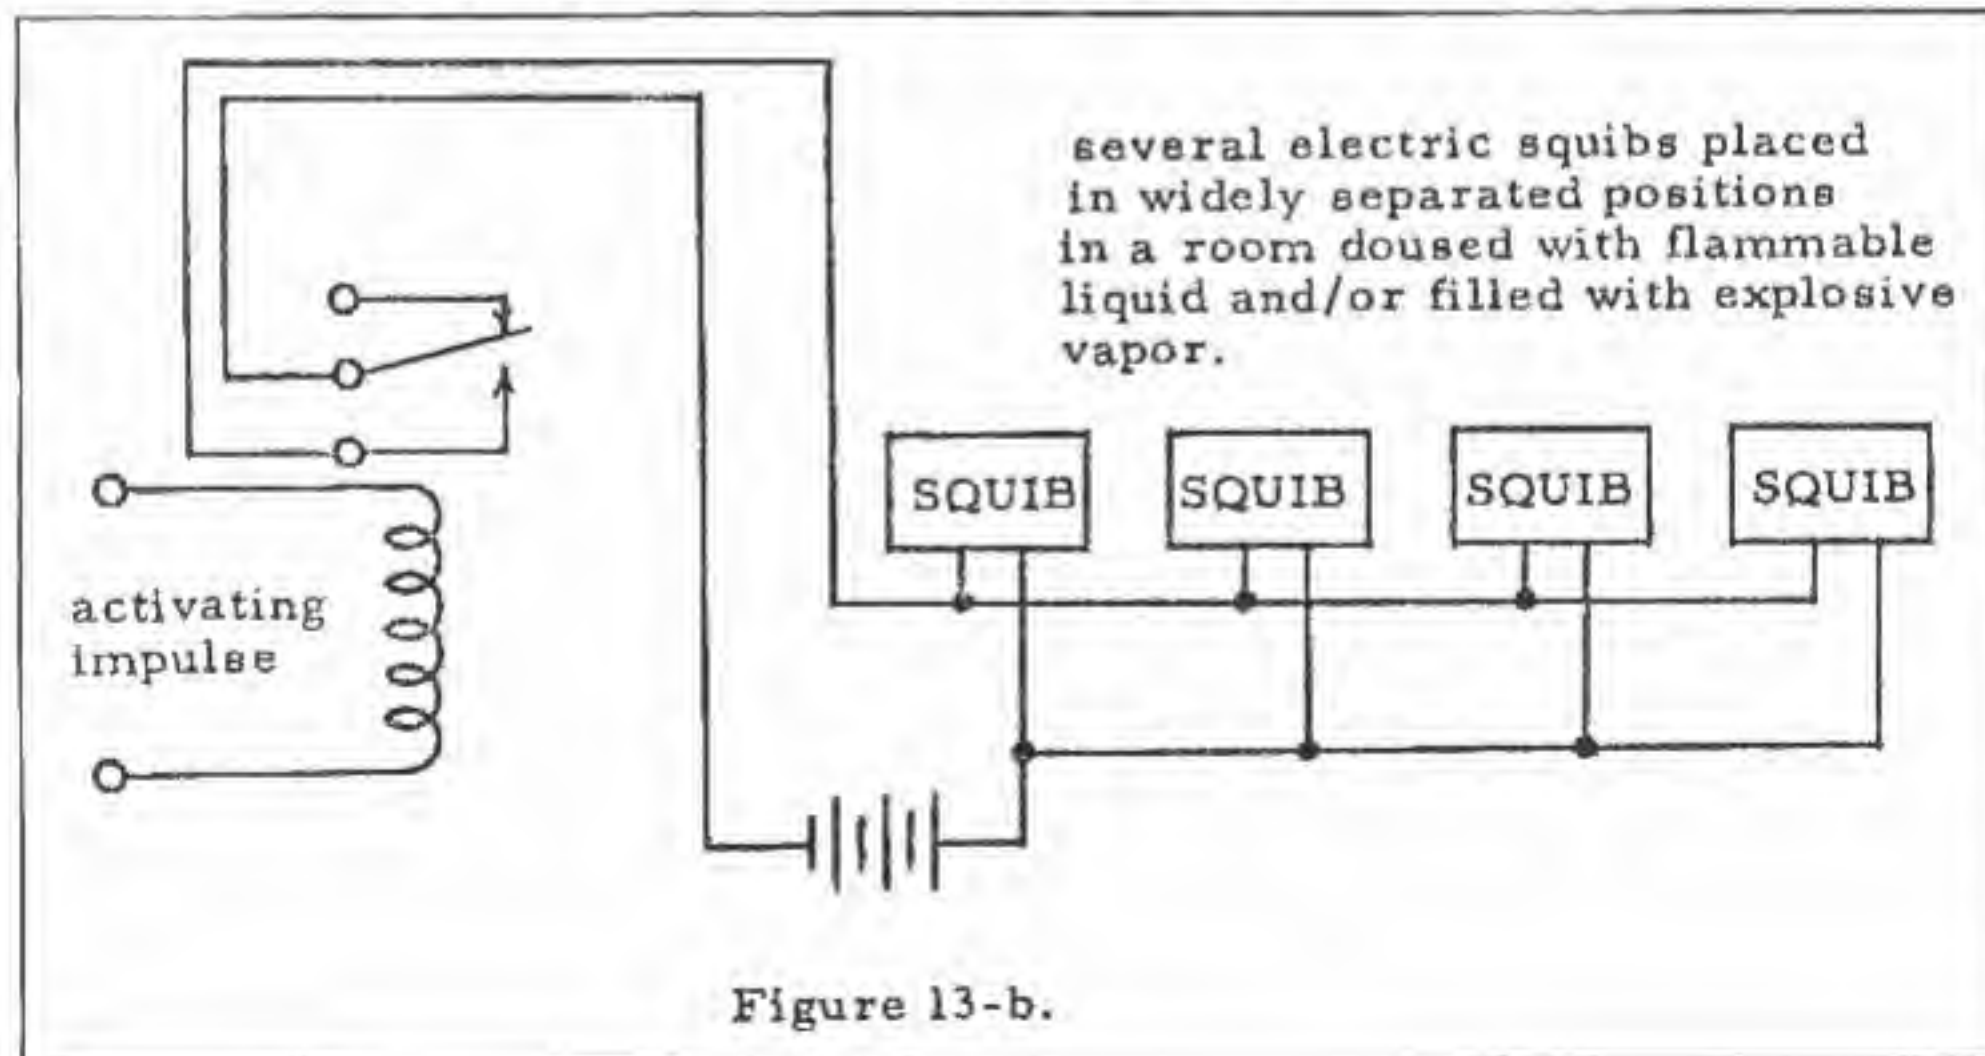 several electric squibs placed
in widely separated positions
in a room doused with flammable
liquid and/or filled with explosive
vapor.
SQUIB
SQUIB
SQUIB
SQUIB
activating
impulse
Figure 13-b.